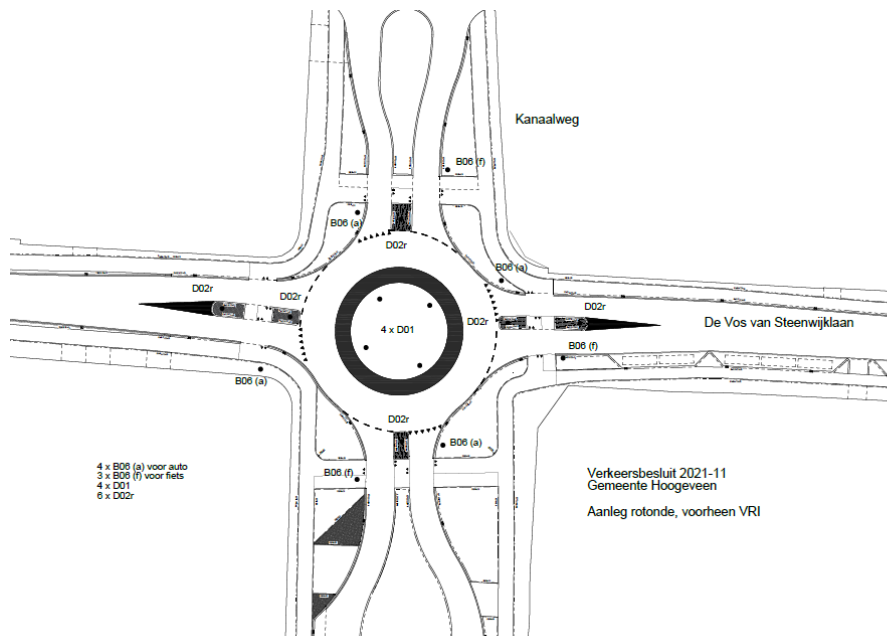 Kanaalweg
B06 (f)
B06 (a)
D02r
B06 (a)
D02r
D02r
D02r
D02r
4 x D01
De Vos van Steenwijklaan
B06 (f)
B06 (a)
D02r
B06 (a)
B06 (f)
4 x B06 (a) voor auto
3 x B06 (f) voor fiets
4 x D01
6 x D02r
Verkeersbesluit 2021-11
Gemeente Hoogeveen
Aanleg rotonde, voorheen VRI